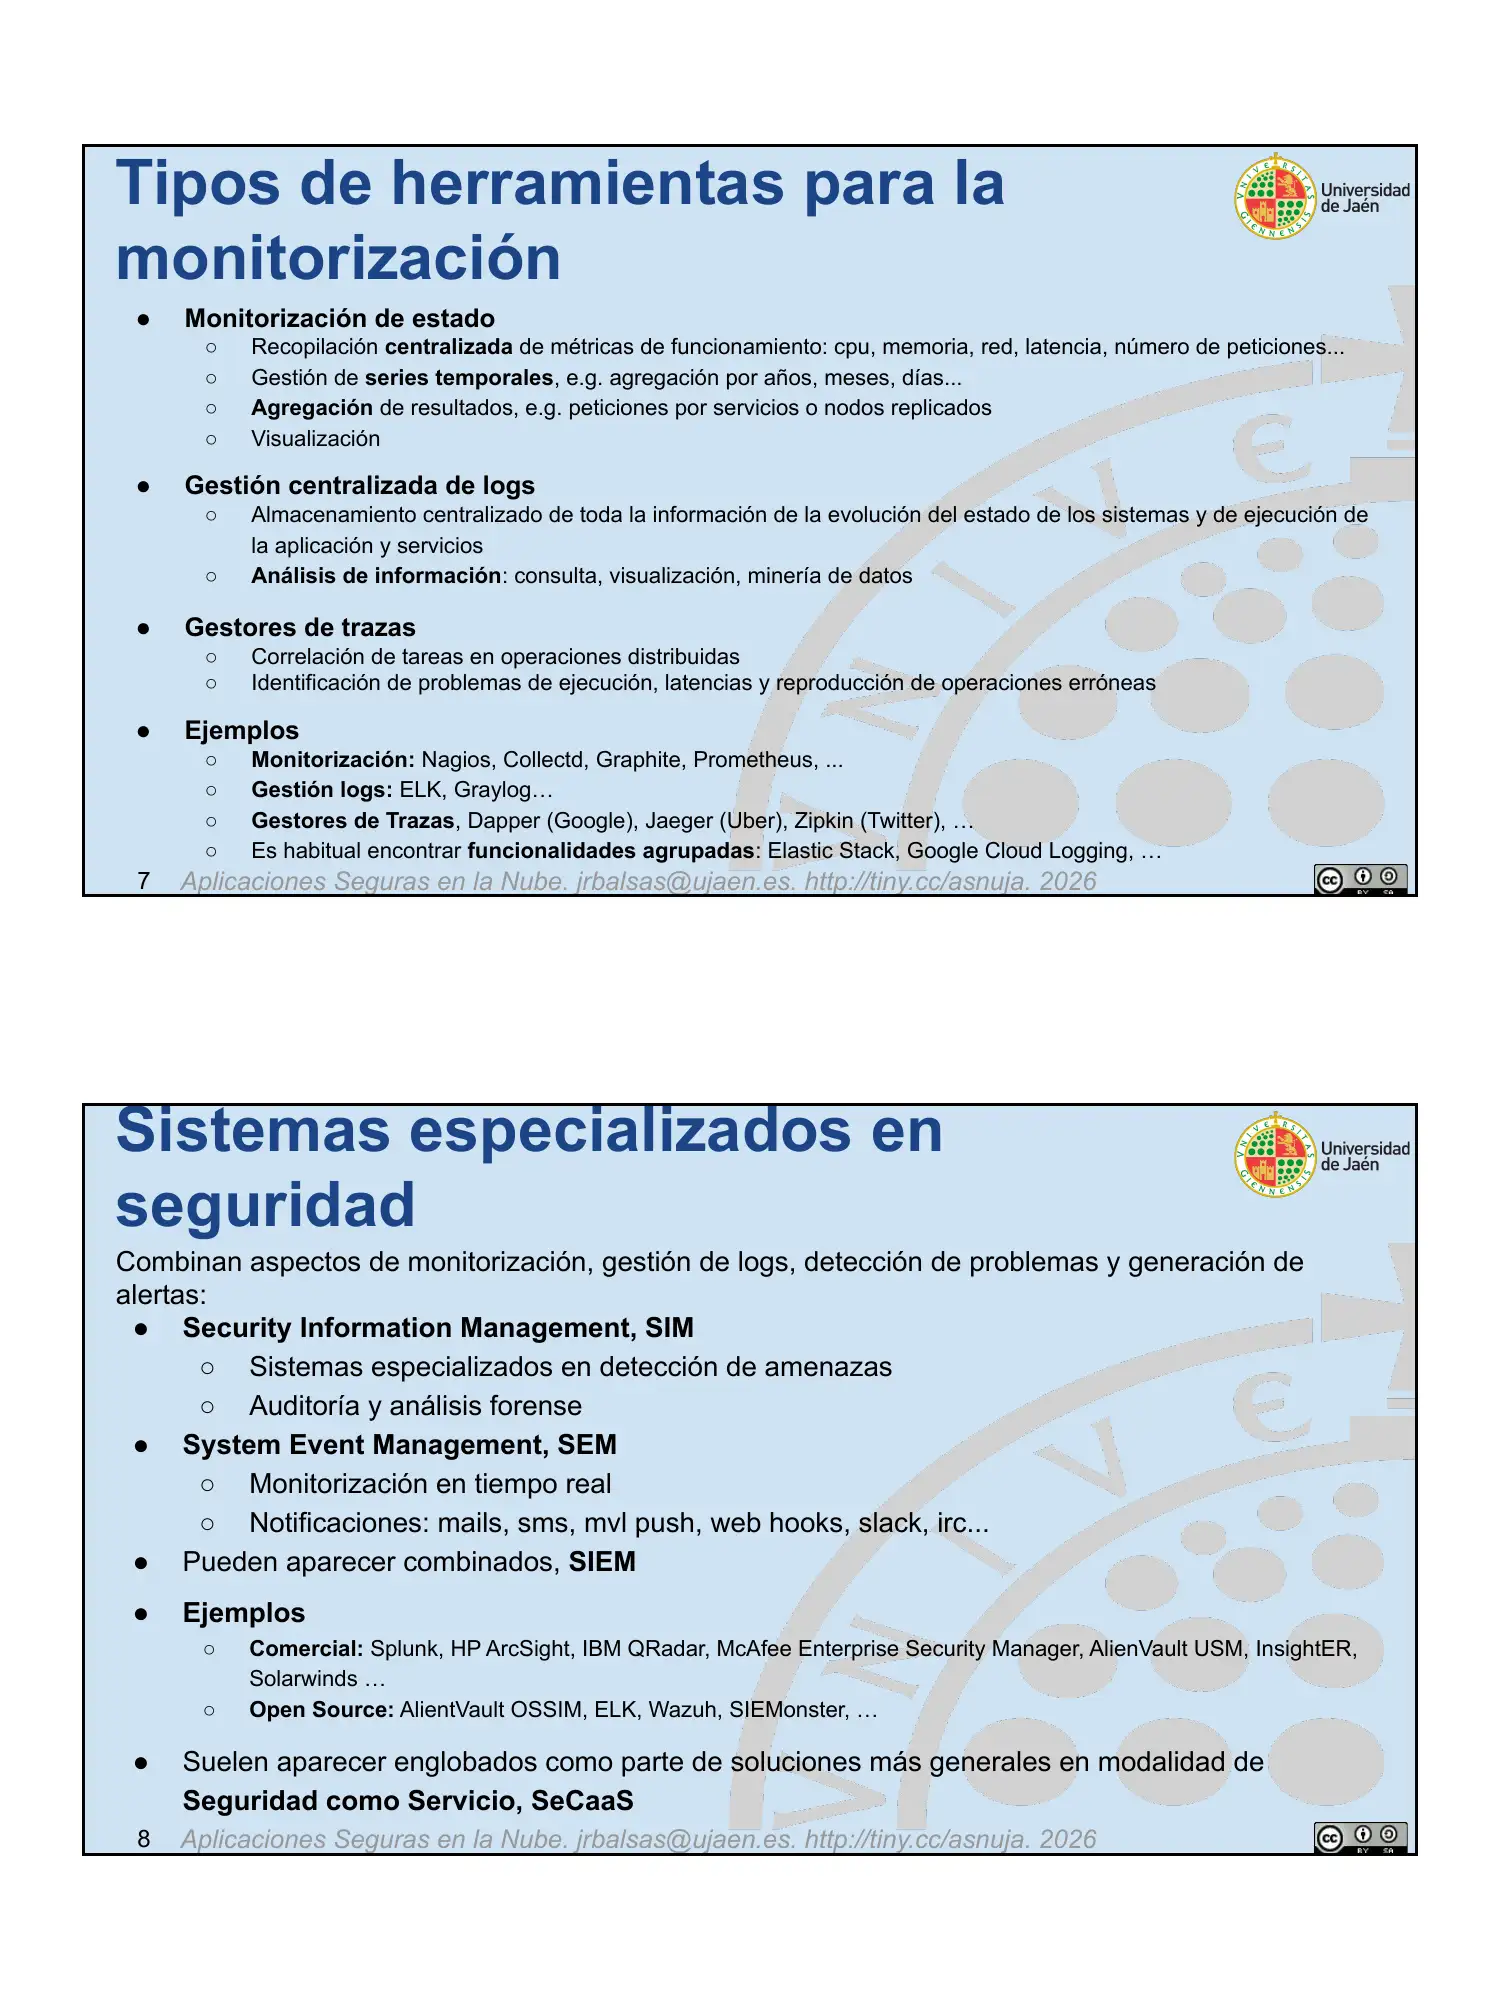 Tipos de herramientas para la
monitorización
UNIVERSITAS GIENNENSIS
Universidad
de Jaén
● Monitorización de estado
○ Recopilación centralizada de métricas de funcionamiento: cpu, memoria, red, latencia, número de peticiones...
○ Gestión de series temporales, e.g. agregación por años, meses, días...
○ Agregación de resultados, e.g. peticiones por servicios o nodos replicados
○ Visualización
● Gestión centralizada de logs
○ Almacenamiento centralizado de toda la información de la evolución del estado de los sistemas y de ejecución de
la aplicación y servicios
○ Análisis de información: consulta, visualización, minería de datos
● Gestores de trazas
○ Correlación de tareas en operaciones distribuidas
○ Identificación de problemas de ejecución, latencias y reproducción de operaciones erróneas
● Ejemplos
○ Monitorización: Nagios, Collectd, Graphite, Prometheus, ...
○ Gestión logs: ELK, Graylog…
○ Gestores de Trazas, Dapper (Google), Jaeger (Uber), Zipkin (Twitter), …
○ Es habitual encontrar funcionalidades agrupadas: Elastic Stack, Google Cloud Logging, …
7 Aplicaciones Seguras en la Nube. jrbalsas@ujaen.es. http://tiny.cc/asnuja. 2026
cc BY SA
Sistemas especializados en
seguridad
UNIVERSITAS GIENNENSIS
Universidad
de Jaén
Combinan aspectos de monitorización, gestión de logs, detección de problemas y generación de
alertas:
● Security Information Management, SIM
○ Sistemas especializados en detección de amenazas
○ Auditoría y análisis forense
● System Event Management, SEM
○ Monitorización en tiempo real
○ Notificaciones: mails, sms, mvl push, web hooks, slack, irc...
● Pueden aparecer combinados, SIEM
● Ejemplos
○ Comercial: Splunk, HP ArcSight, IBM QRadar, McAfee Enterprise Security Manager, AlienVault USM, InsightER,
Solarwinds …
○ Open Source: AlientVault OSSIM, ELK, Wazuh, SIEMonster, …
● Suelen aparecer englobados como parte de soluciones más generales en modalidad de
Seguridad como Servicio, SeCaaS
8 Aplicaciones Seguras en la Nube. jrbalsas@ujaen.es. http://tiny.cc/asnuja. 2026
cc BY SA